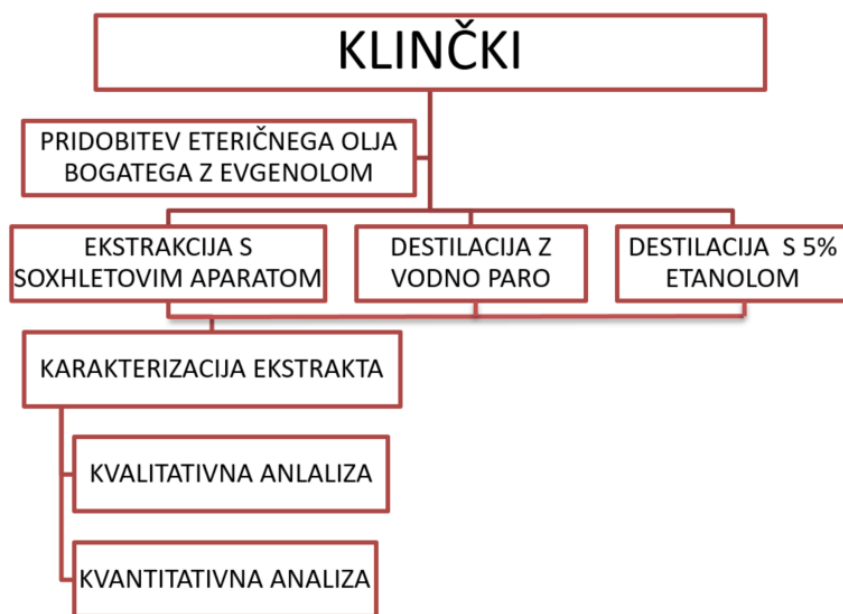 KLINČKI
PRIDOBITEV ETERIČNEGA OLJA
BOGATEGA Z EVGENOLOM
EKSTRAKCIJA S
SOXHLETOVIM APARATOM
DESTILACIJA Z
VODNO PARO
DESTILACIJA S 5%
ETANOLOM
KARAKTERIZACIJA EKSTRAKTA
KVALITATIVNA ANLALIZA
KVANTITATIVNA ANALIZA